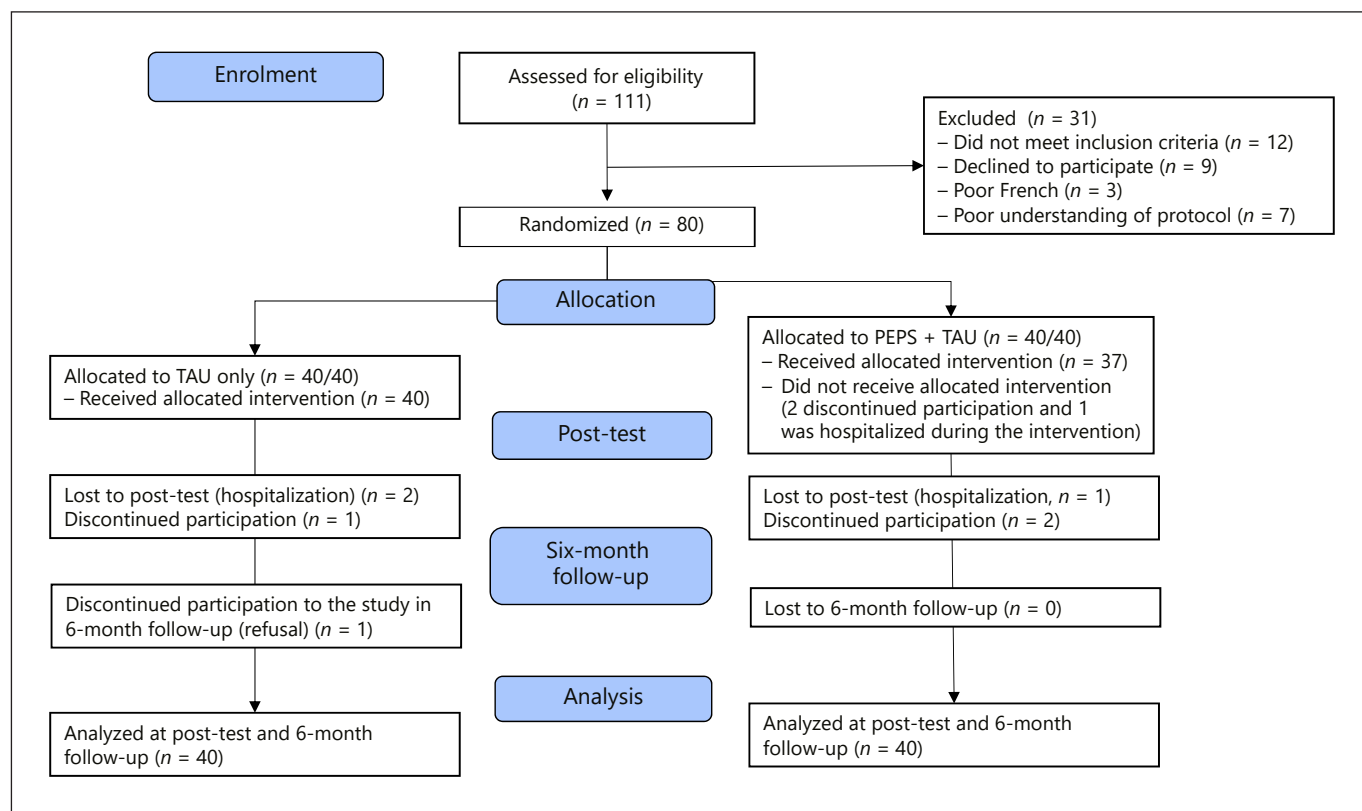 Enrolment
Assessed for eligibility
(n = 111)
Excluded (n = 31)
– Did not meet inclusion criteria (n = 12)
– Declined to participate (n = 9)
– Poor French (n = 3)
– Poor understanding of protocol (n = 7)
Randomized (n = 80)
Allocation
Allocated to TAU only (n = 40/40)
– Received allocated intervention (n = 40)
Allocated to PEPS + TAU (n = 40/40)
– Received allocated intervention (n = 37)
– Did not receive allocated intervention
(2 discontinued participation and 1
was hospitalized during the intervention)
Post-test
Lost to post-test (hospitalization) (n = 2)
Discontinued participation (n = 1)
Lost to post-test (hospitalization, n = 1)
Discontinued participation (n = 2)
Six-month
follow-up
Discontinued participation to the study in
6-month follow-up (refusal) (n = 1)
Lost to 6-month follow-up (n = 0)
Analysis
Analyzed at post-test and 6-month
follow-up (n = 40)
Analyzed at post-test and 6-month
follow-up (n = 40)